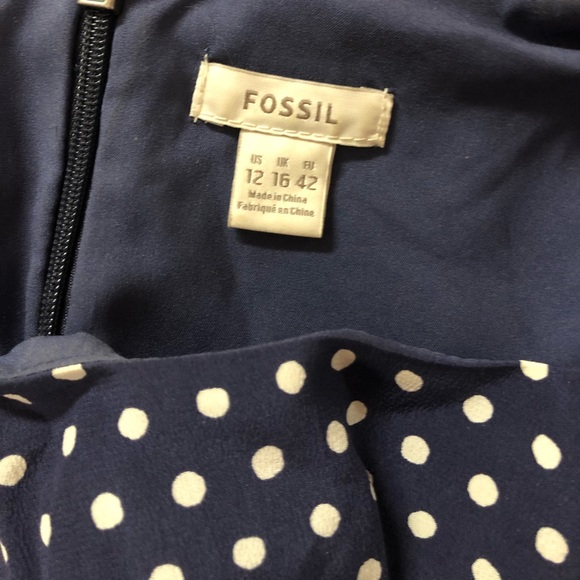 FOSSIL
US UK EU
12 16 42
Made in China
Fabriqué en Chine